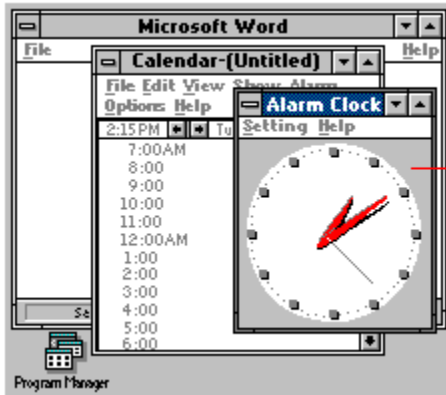 Microsoft Word
File Help
Calendar-(Untitled)
File Edit View Show Alarm
Options Help
2:15PM Tu
7:00AM
8:00
9:00
10:00
11:00
12:00AM
1:00
2:00
3:00
4:00
5:00
6:00
Alarm Clock
Setting Help
Program Manager